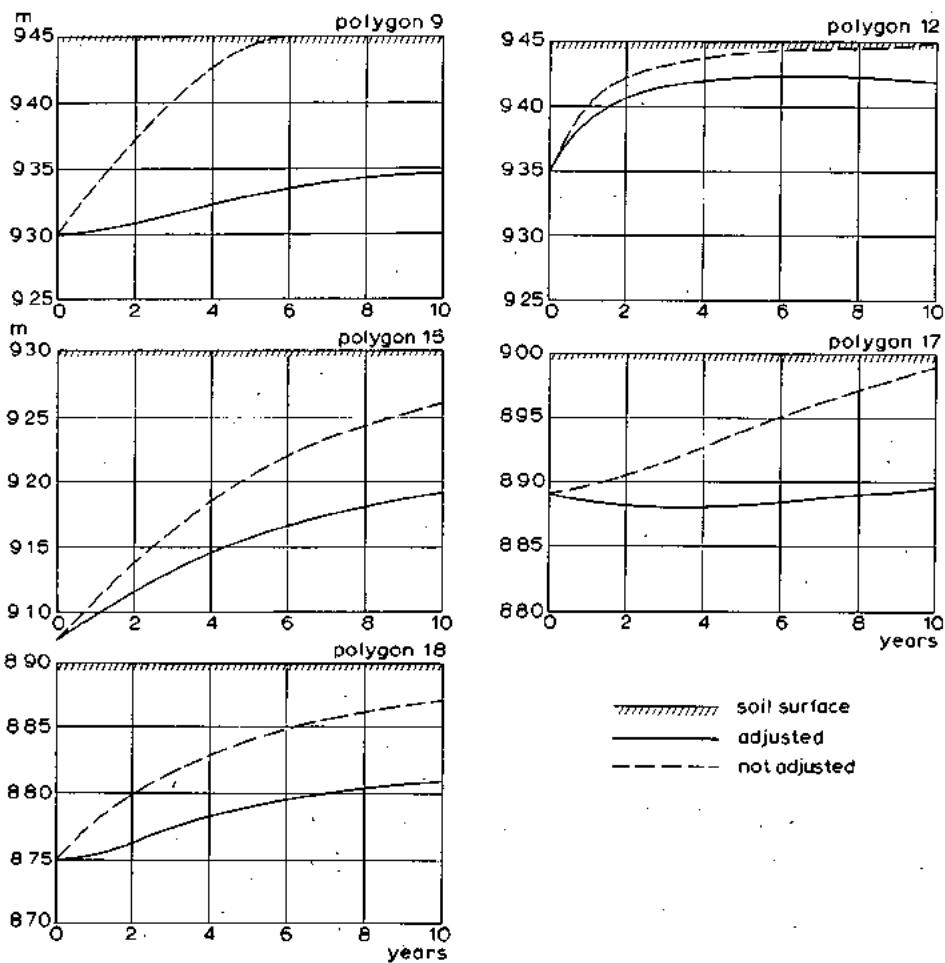 m
polygon 9
945
940
935
930
925
0 2 4 6 8 10
polygon 12
945
940
935
930
925
0 2 4 6 8 10
m
polygon 15
930
925
920
915
910
0 2 4 6 8 10
polygon 17
900
895
890
885
880
0 2 4 6 8 10
years
polygon 18
890
885
880
875
870
0 2 4 6 8 10
years
soil surface
adjusted
not adjusted